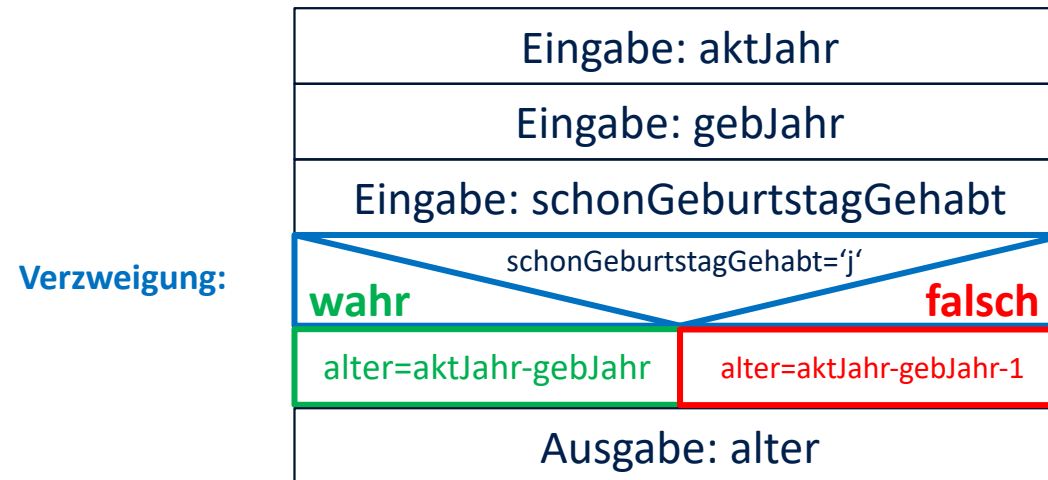 Eingabe: aktJahr
Eingabe: gebJahr
Eingabe: schonGeburtstagGehabt
Verzweigung:
schonGeburtstagGehabt=‘j‘
wahr
falsch
alter=aktJahr-gebJahr
alter=aktJahr-gebJahr-1
Ausgabe: alter